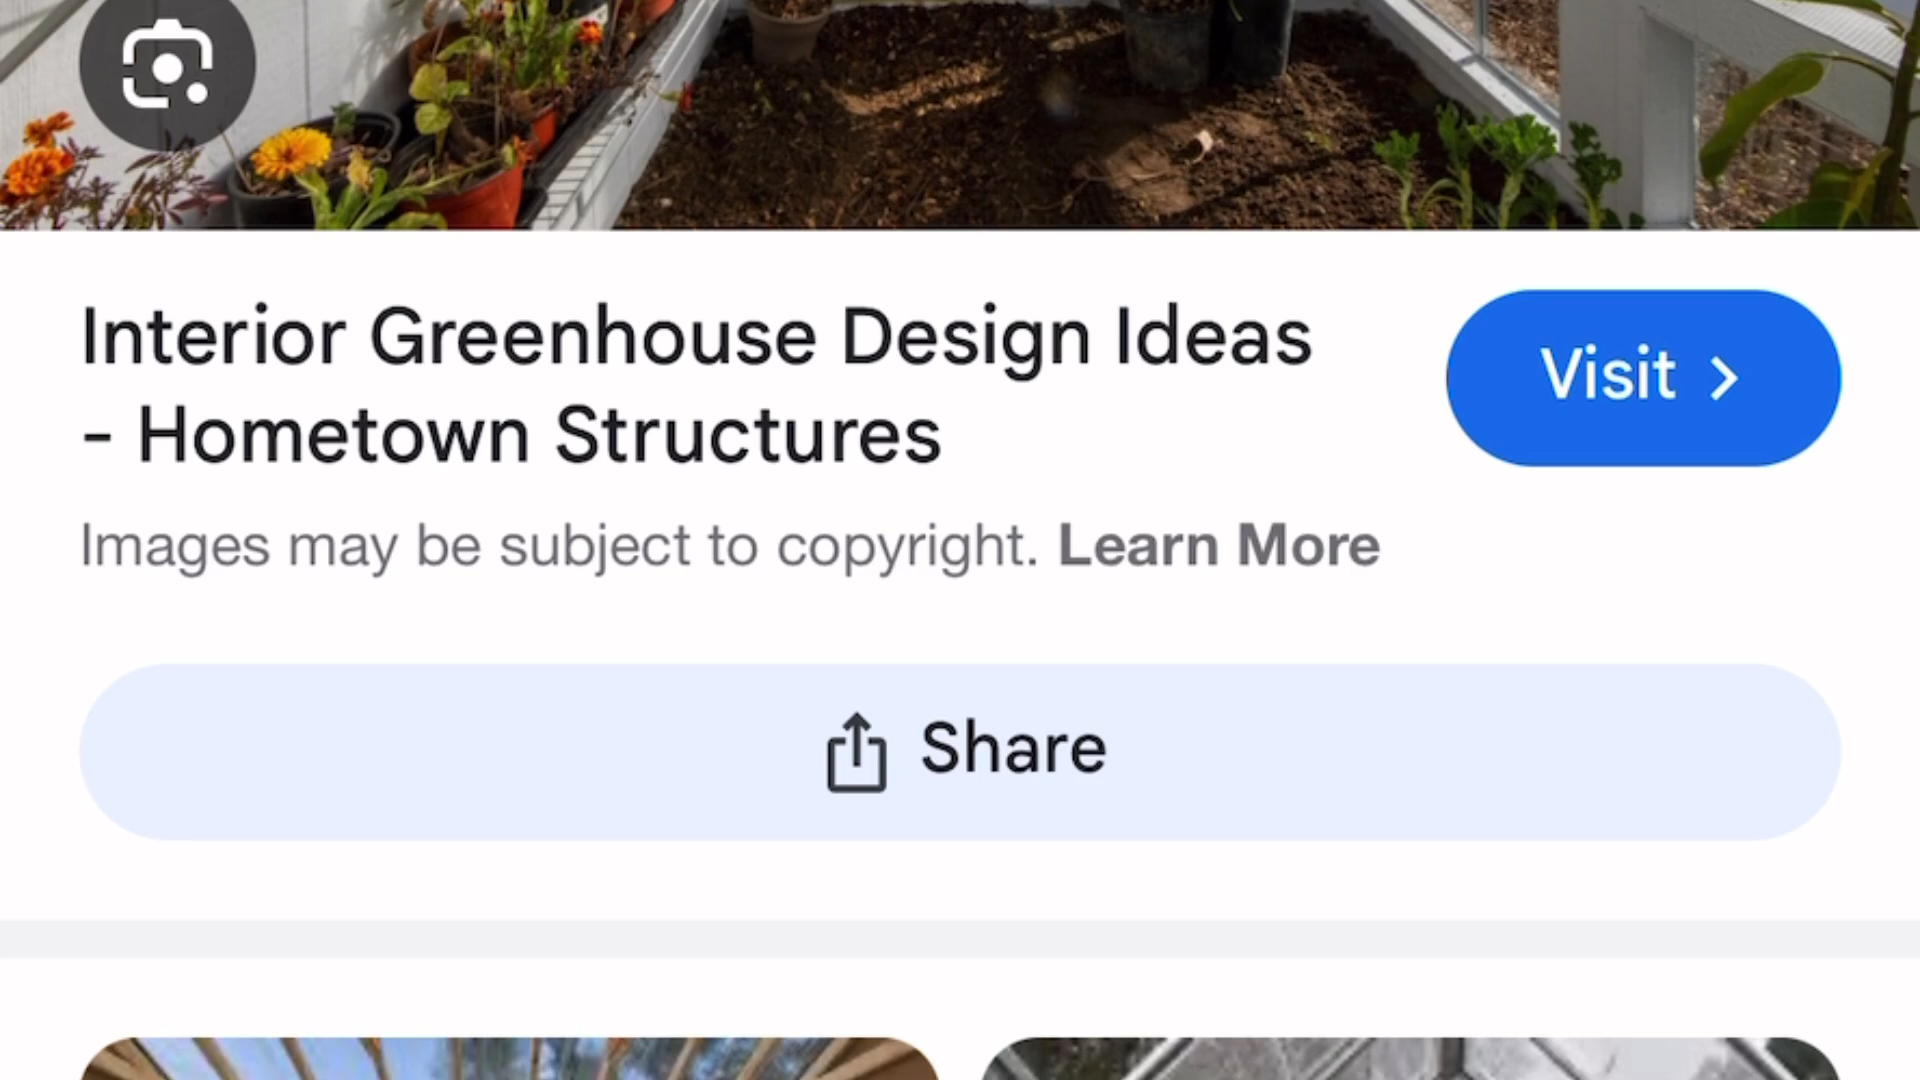 Interior Greenhouse Design Ideas
- Hometown Structures
Visit
Images may be subject to copyright. Learn More
Share